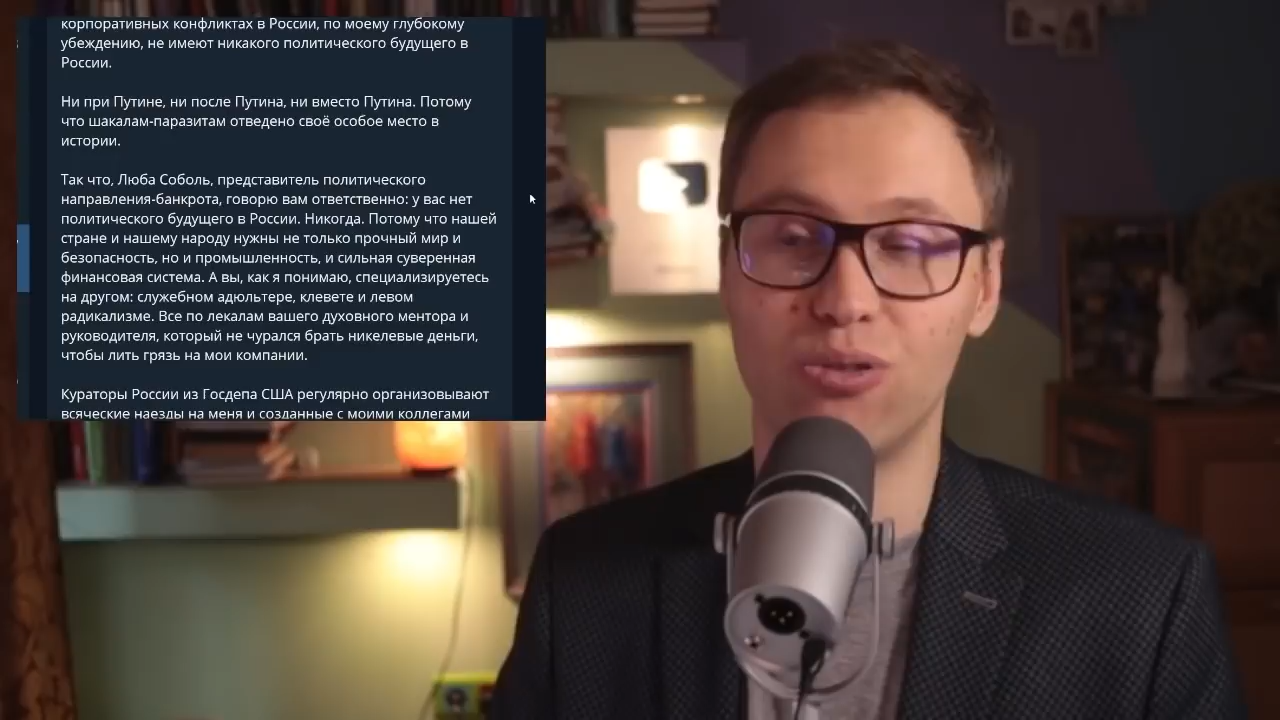 корпоративных конфликтах в России, по моему глубокому
убеждению, не имеют никакого политического будущего в
России.
Ни при Путине, ни после Путина, ни вместо Путина. Потому
что шакалам-паразитам отведено своё особое место в
истории.
Так что, Люба Соболь, представитель политического
направления-банкрота, говорю вам ответственно: у вас нет
политического будущего в России. Никогда. Потому что нашей
стране и нашему народу нужны не только прочный мир и
безопасность, но и промышленность, и сильная суверенная
финансовая система. А вы, как я понимаю, специализируетесь
на другом: служебном адюльтере, клевете и левом
радикализме. Все по лекалам вашего духовного ментора и
руководителя, который не чурался брать никелевые деньги,
чтобы лить грязь на мои компании.
Кураторы России из Госдепа США регулярно организовывают
всяческие наезды на меня и созданные с моими коллегами